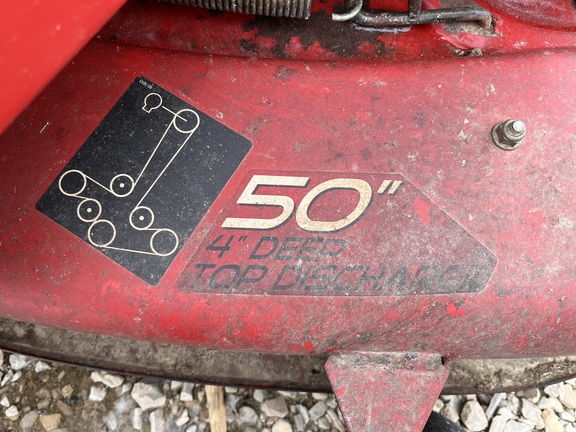 50"
4" DEEP
TOP DISCHARGE